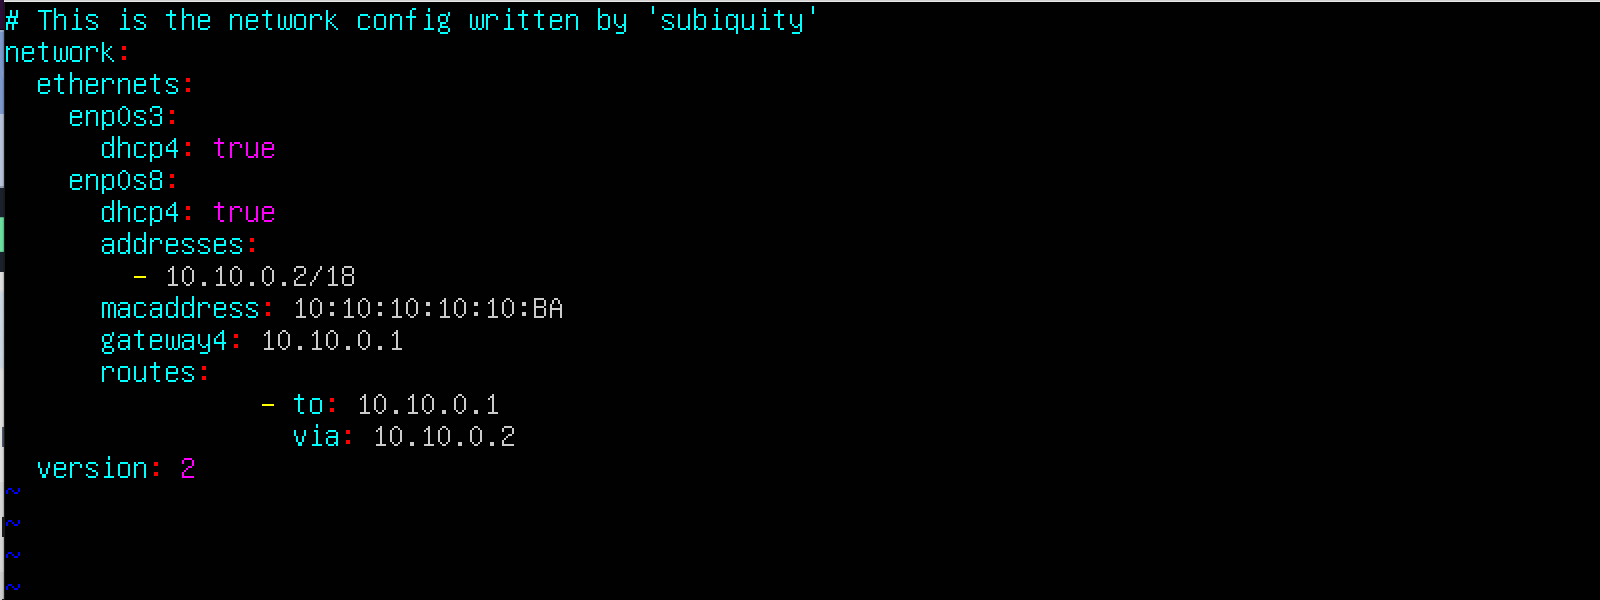 # This is the network config written by 'subiquity'
network:
  ethernets:
    enp0s3:
      dhcp4: true
    enp0s8:
      dhcp4: true
      addresses:
        - 10.10.0.2/18
      macaddress: 10:10:10:10:10:BA
      gateway4: 10.10.0.1
      routes:
                - to: 10.10.0.1
                  via: 10.10.0.2
  version: 2
~
~
~
~